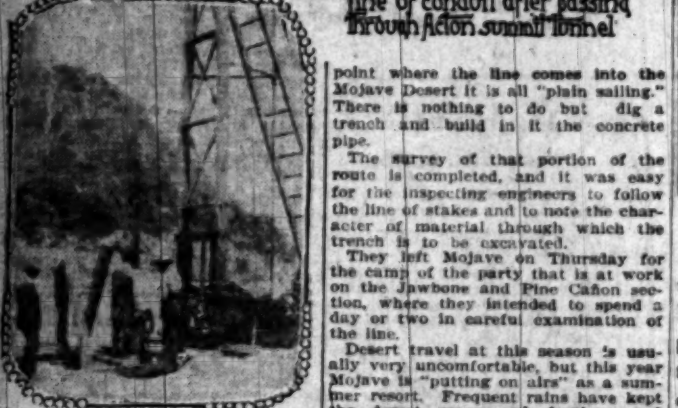 line of conduit after passing
through Acton summit Tunnel
point where the line comes into the
Mojave Desert it is all "plain sailing."
There is nothing to do but dig a
trench and build in it the concrete
pipe.
The survey of that portion of the
route is completed, and it was easy
for the inspecting engineers to follow
the line of stakes and to note the char-
acter of material through which the
trench is to be excavated.
They left Mojave on Thursday for
the camp of the party that is at work
on the Jawbone and Pine Cañon sec-
tion, where they intended to spend a
day or two in careful examination of
the line.
Desert travel at this season is usu-
ally very uncomfortable, but this year
Mojave is "putting on airs" as a sum-
mer resort. Frequent rains have kept